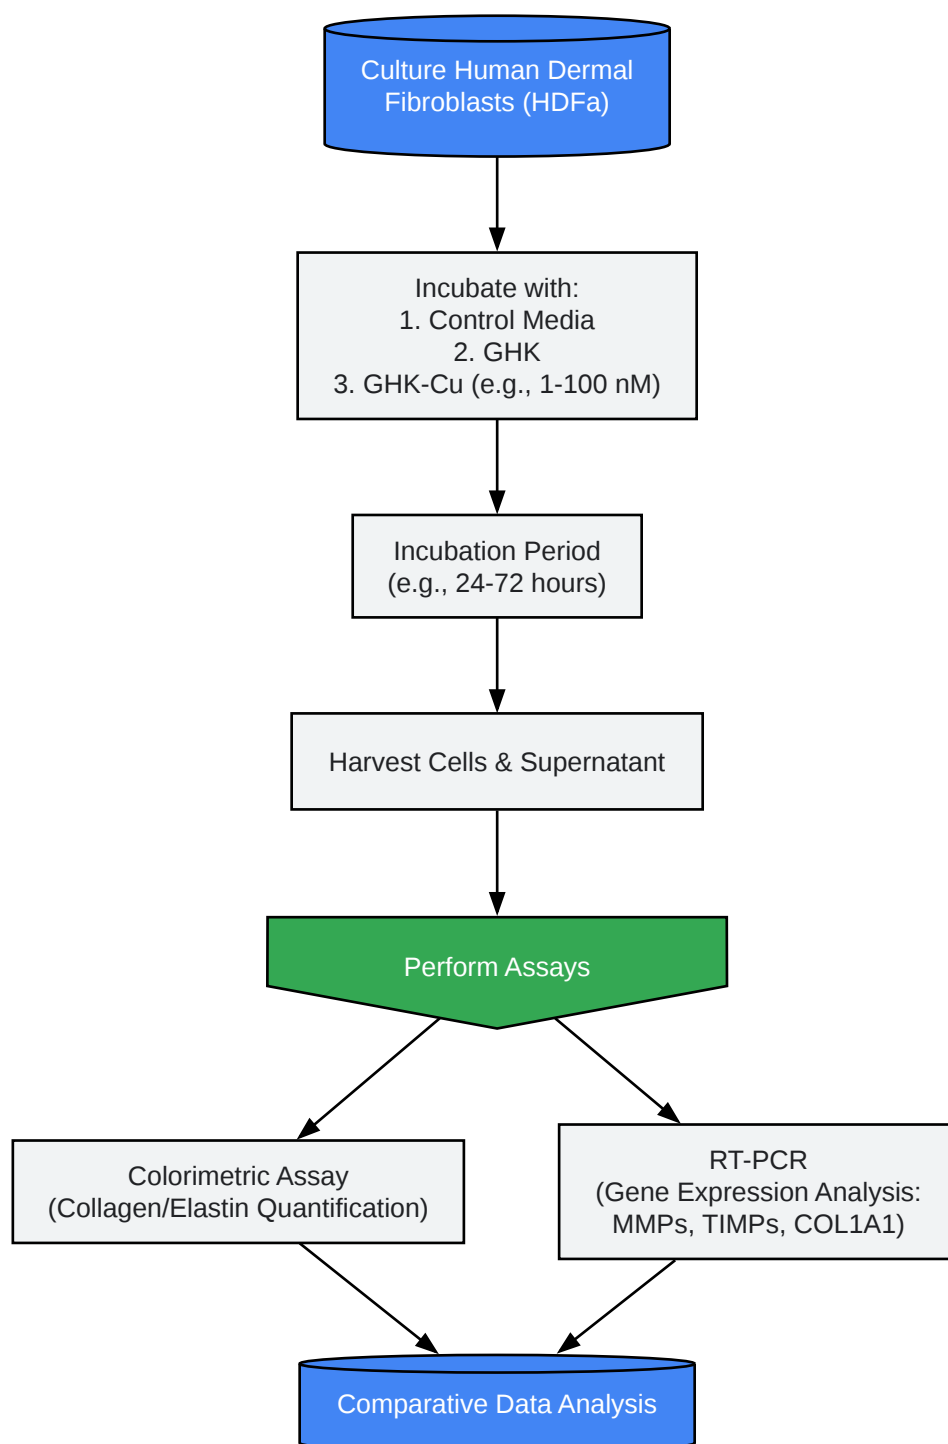 Culture Human Dermal
Fibroblasts (HDFa)
Incubate with:
1. Control Media
2. GHK
3. GHK-Cu (e.g., 1-100 nM)
Incubation Period
(e.g., 24-72 hours)
Harvest Cells & Supernatant
Perform Assays
Colorimetric Assay
(Collagen/Elastin Quantification)
RT-PCR
(Gene Expression Analysis:
MMPs, TIMPs, COL1A1)
Comparative Data Analysis